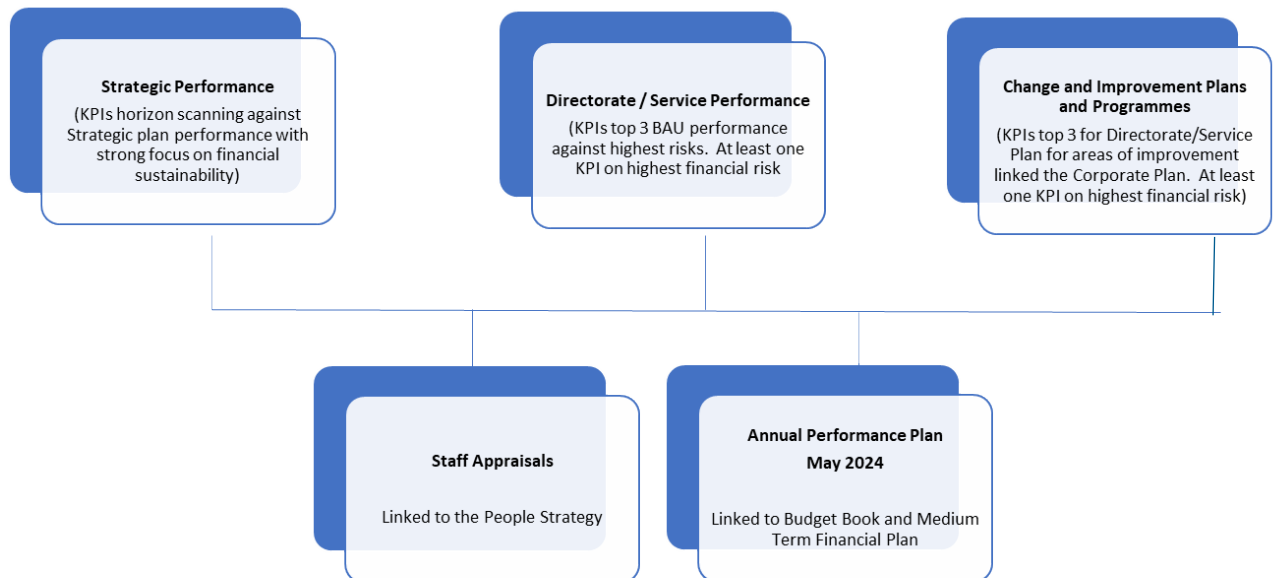 Strategic Performance
(KPIs horizon scanning against
Strategic plan performance with
strong focus on financial
sustainability)
Directorate / Service Performance
(KPIs top 3 BAU performance
against highest risks.  At least one
KPI on highest financial risk
Change and Improvement Plans
and Programmes
(KPIs top 3 for Directorate/Service
Plan for areas of improvement
linked the Corporate Plan.  At least
one KPI on highest financial risk)
Staff Appraisals
Linked to the People Strategy
Annual Performance Plan
May 2024
Linked to Budget Book and Medium
Term Financial Plan